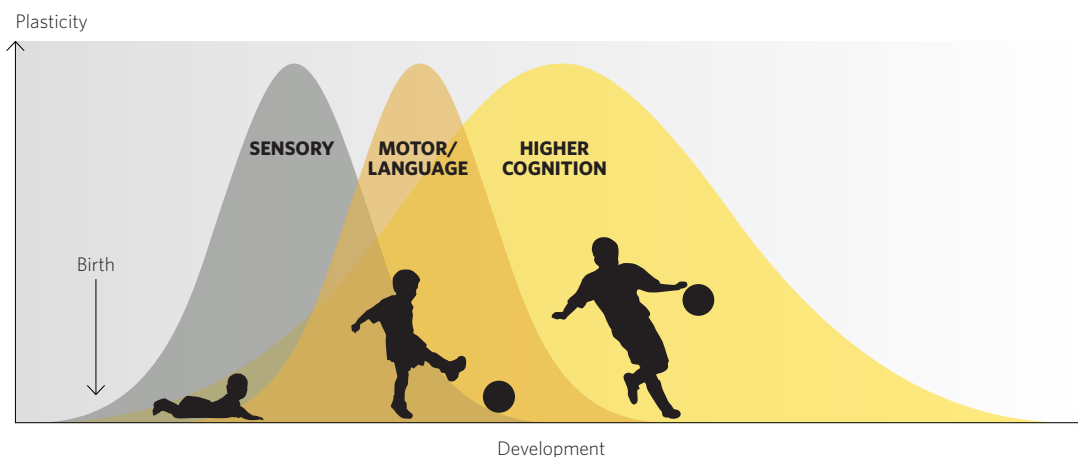 Plasticity
SENSORY
MOTOR/
LANGUAGE
HIGHER
COGNITION
Birth
Development